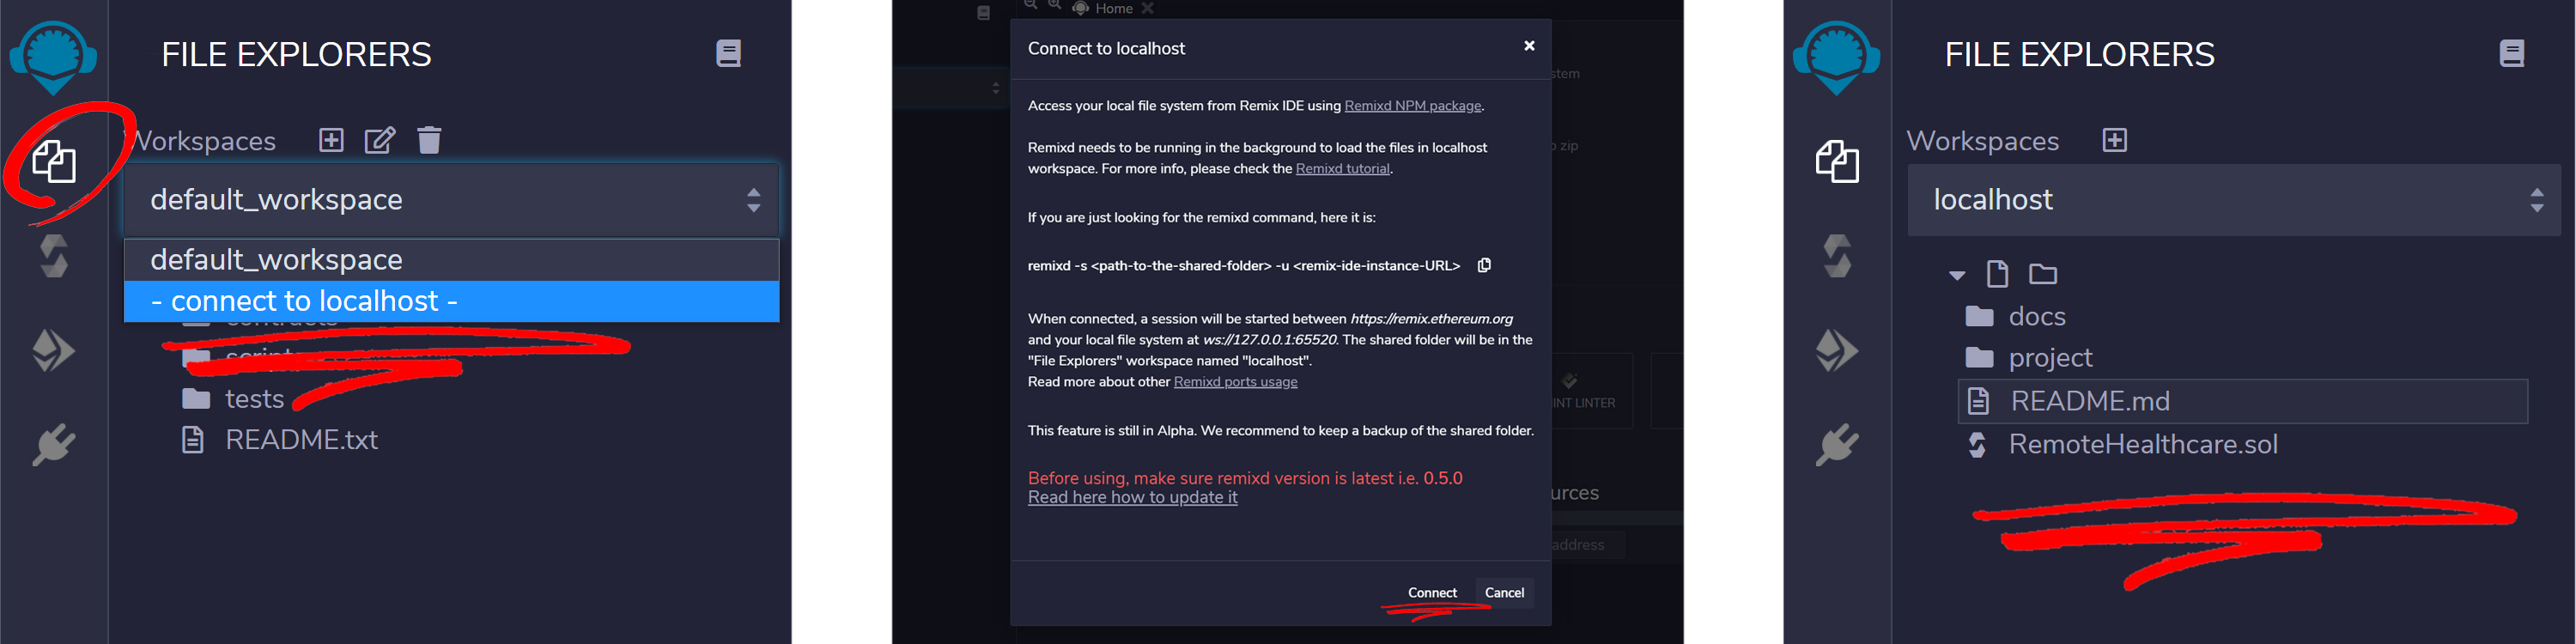 FILE EXPLORERS
Workspaces
default_workspace
default_workspace
- connect to localhost -
contracts
scripts
tests
README.txt
Home
Connect to localhost
Access your local file system from Remix IDE using Remixd NPM package.
Remixd needs to be running in the background to load the files in localhost
workspace. For more info, please check the Remixd tutorial.
If you are just looking for the remixd command, here it is:
remixd -s <path-to-the-shared-folder> -u <remix-ide-instance-URL>
When connected, a session will be started between https://remix.ethereum.org
and your local file system at ws://127.0.0.1:65520. The shared folder will be in the
"File Explorers" workspace named "localhost".
Read more about other Remixd ports usage
This feature is still in Alpha. We recommend to keep a backup of the shared folder.
Before using, make sure remixd version is latest i.e. 0.5.0
Read here how to update it
Connect Cancel
stem
o zip
INT LINTER
urces
address
FILE EXPLORERS
Workspaces
localhost
docs
project
README.md
RemoteHealthcare.sol